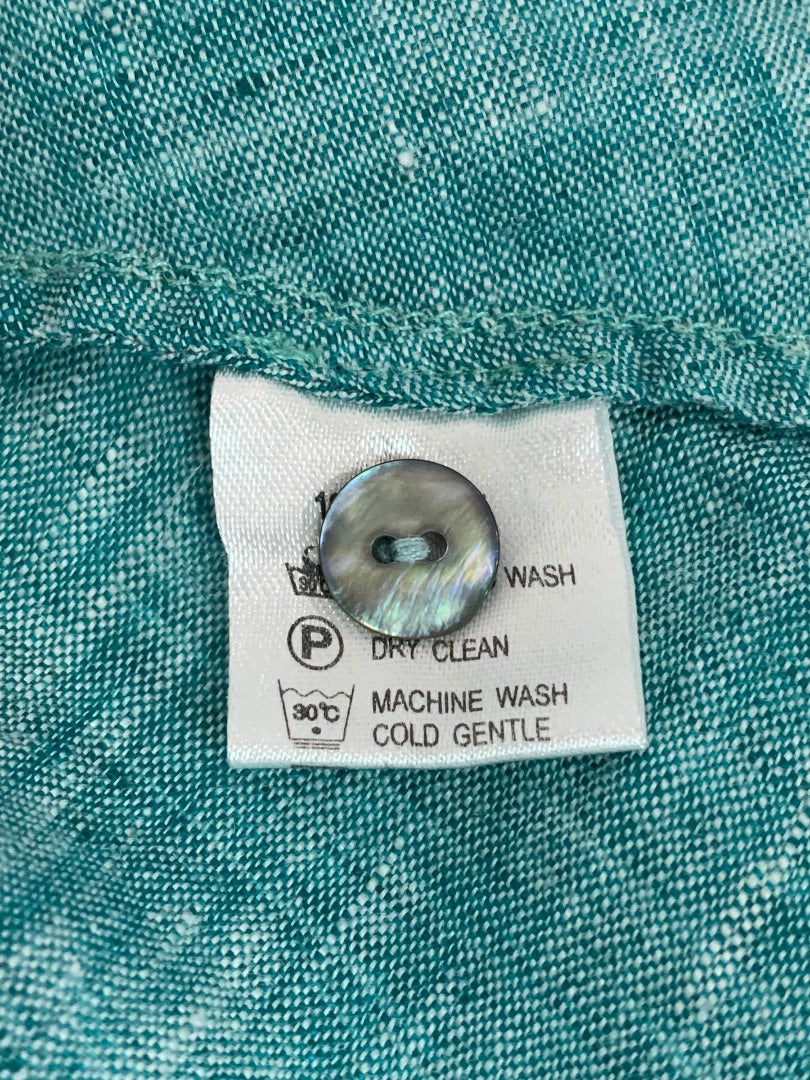 WASH
P DRY CLEAN
30°C MACHINE WASH
COLD GENTLE